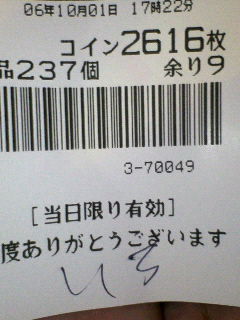 06年10月01日 17時22分
コイン2616枚
品237個 余り9
3-70049
[当日限り有効]
度ありがとうございます